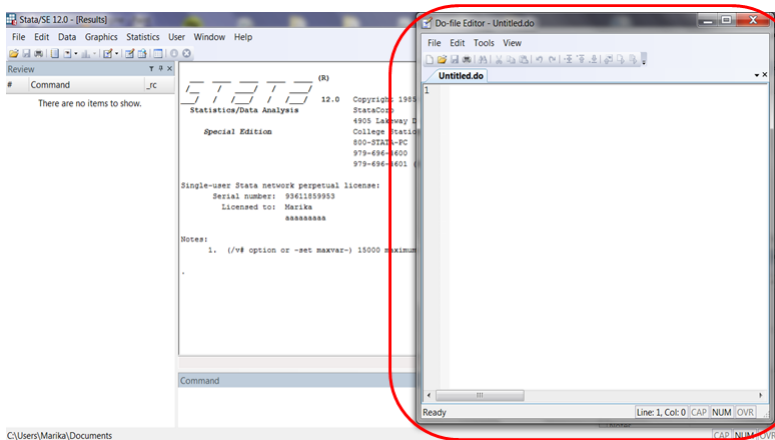 Stata/SE 12.0 - [Results]
File Edit Data Graphics Statistics User Window Help
Review
# Command _rc
There are no items to show.
(R)
12.0 Copyright 1985
Statistics/Data Analysis StataCorp
4905 Lakeway D
Special Edition College Statio
800-STATA-PC
979-696-4600
979-696-4601
Single-user Stata network perpetual license:
Serial number: 93611859953
Licensed to: Marika
aaaaaaaaa
Notes:
1. (/v# option or -set maxvar-) 15000 maximum
.
Command
C:\Users\Marika\Documents
CAP NUM OVR
Do-file Editor - Untitled.do
File Edit Tools View
Untitled.do
1
Ready Line: 1, Col: 0 CAP NUM OVR